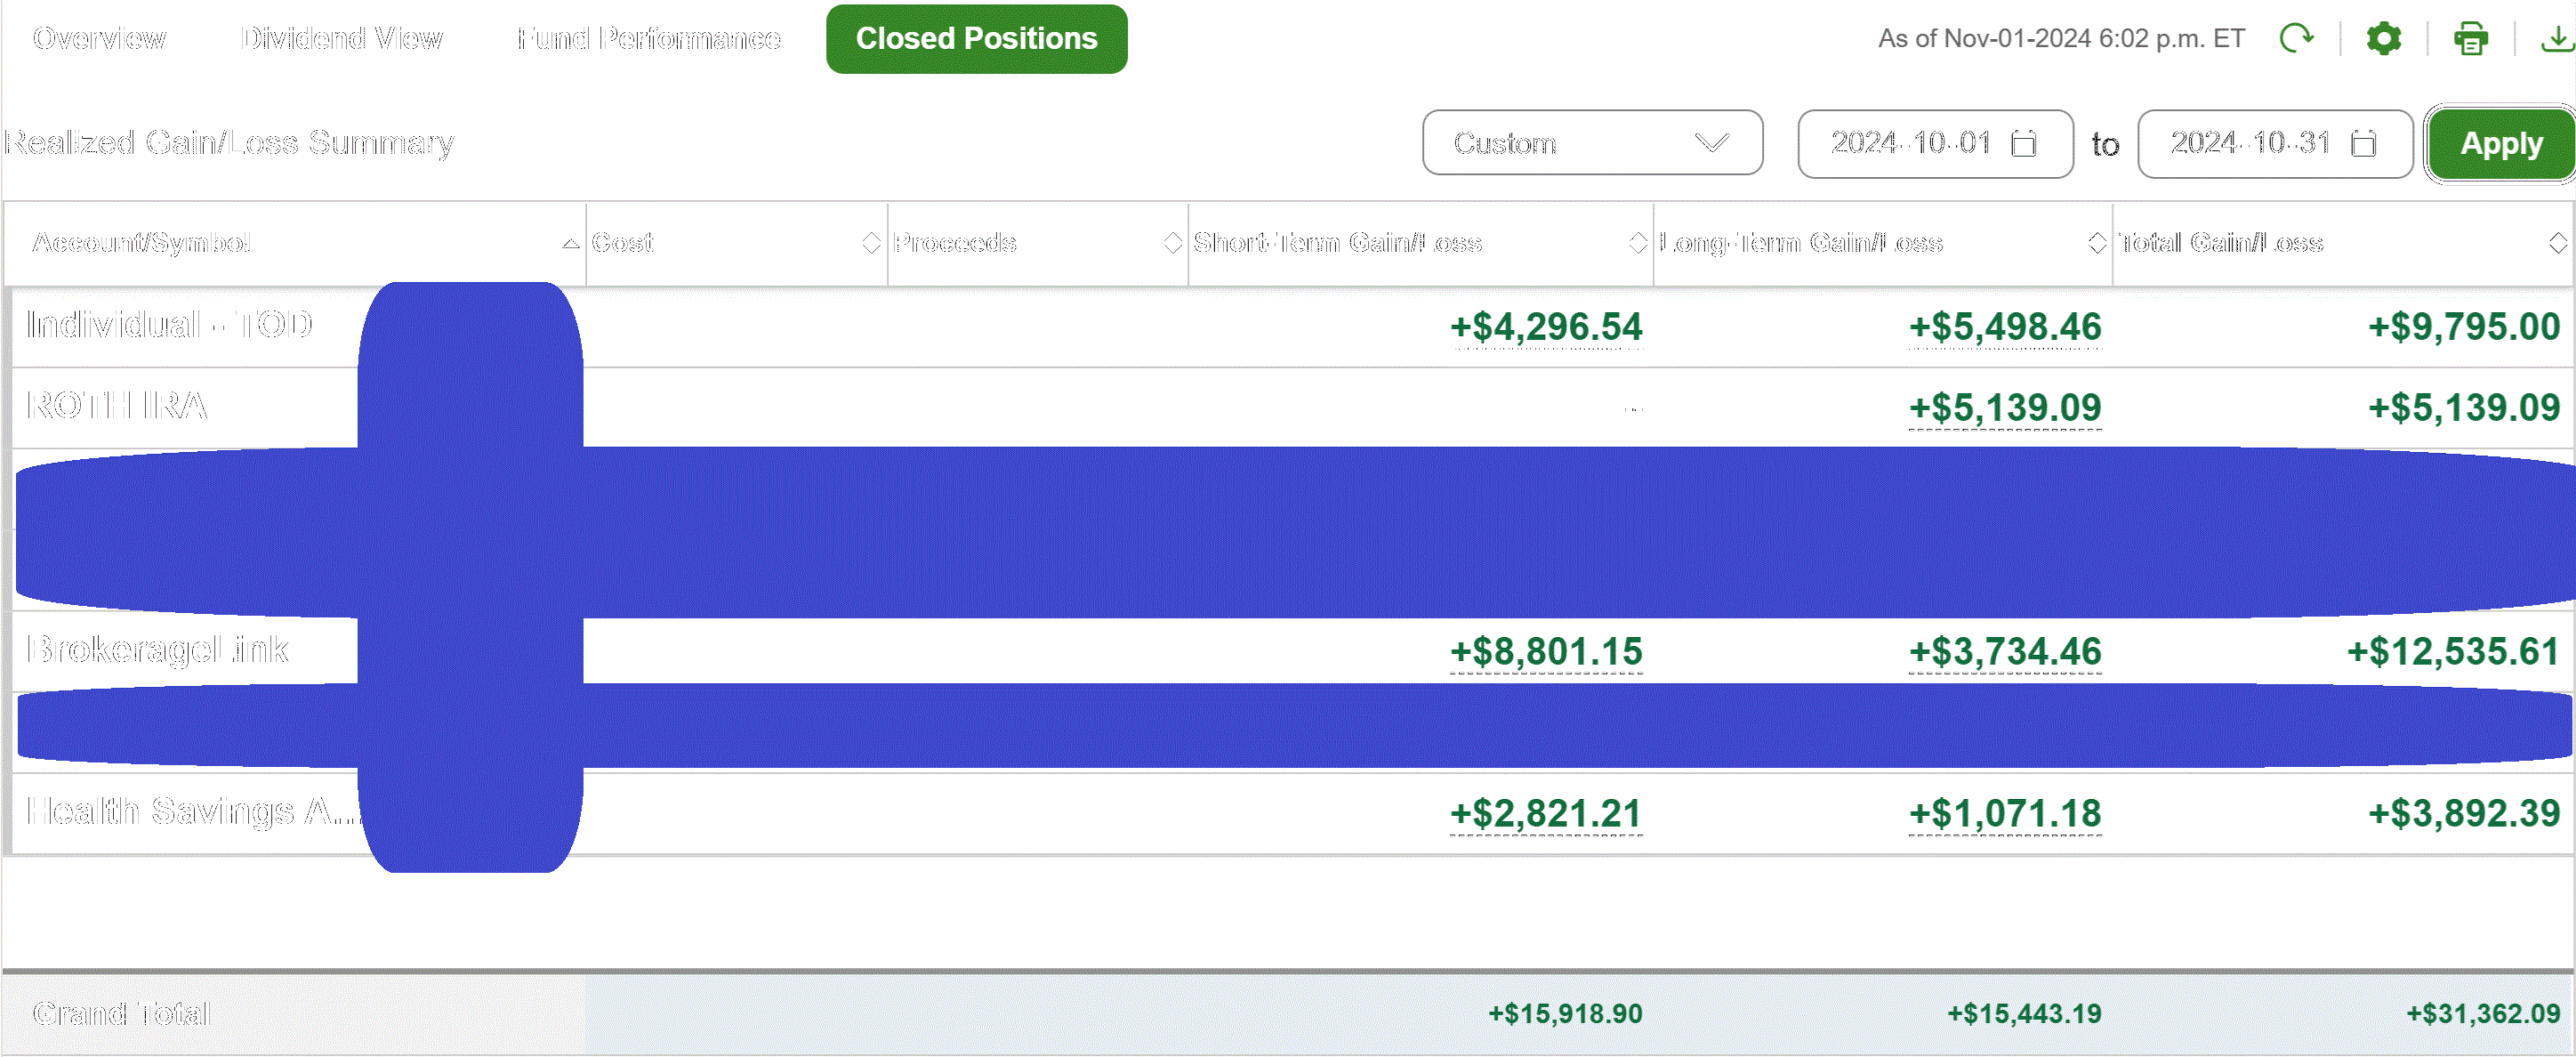 Overview Dividend View Fund Performance Closed Positions As of Nov-01-2024 6:02 p.m. ET
Realized Gain/Loss Summary Custom 2024-10-01 to 2024-10-31 Apply
Account/Symbol Cost Proceeds Short-Term Gain/Loss Long-Term Gain/Loss Total Gain/Loss
Individual - TOD +$4,296.54 +$5,498.46 +$9,795.00
ROTH IRA -- +$5,139.09 +$5,139.09
BrokerageLink +$8,801.15 +$3,734.46 +$12,535.61
Health Savings A... +$2,821.21 +$1,071.18 +$3,892.39
Grand Total +$15,918.90 +$15,443.19 +$31,362.09